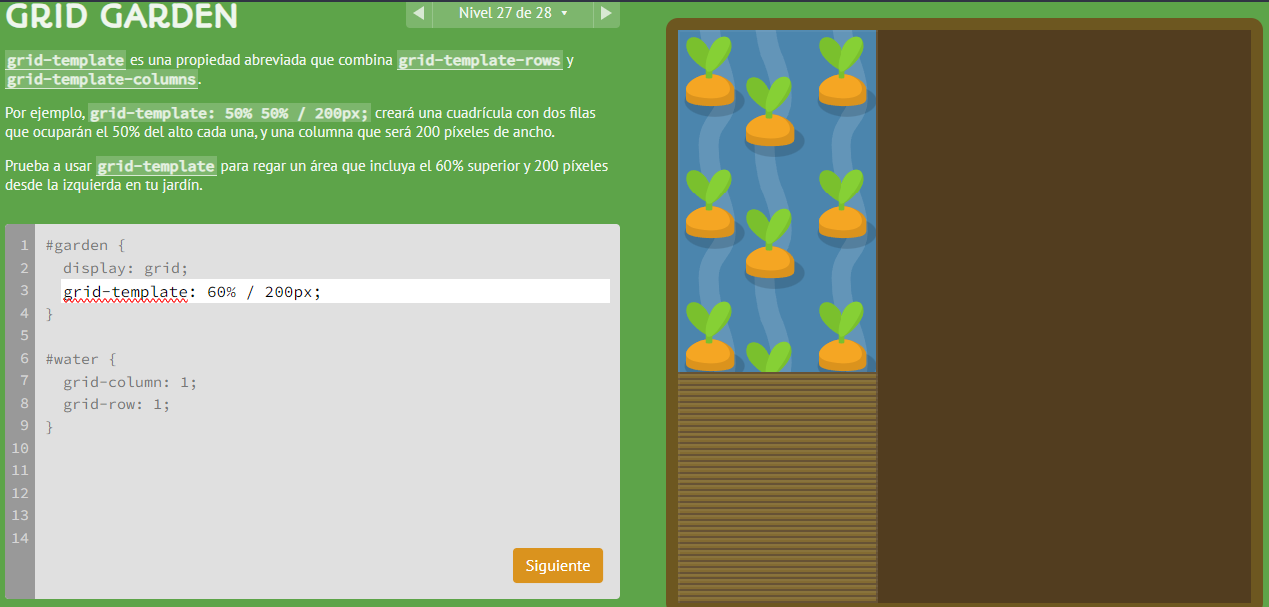 GRID GARDEN
Nivel 27 de 28
grid-template es una propiedad abreviada que combina grid-template-rows y
grid-template-columns.
Por ejemplo, grid-template: 50% 50% / 200px; creará una cuadrícula con dos filas
que ocuparán el 50% del alto cada una, y una columna que será 200 píxeles de ancho.
Prueba a usar grid-template para regar un área que incluya el 60% superior y 200 píxeles
desde la izquierda en tu jardín.
1 #garden {
2 display: grid;
3 grid-template: 60% / 200px;
4 }
5
6 #water {
7 grid-column: 1;
8 grid-row: 1;
9 }
10
11
12
13
14
Siguiente